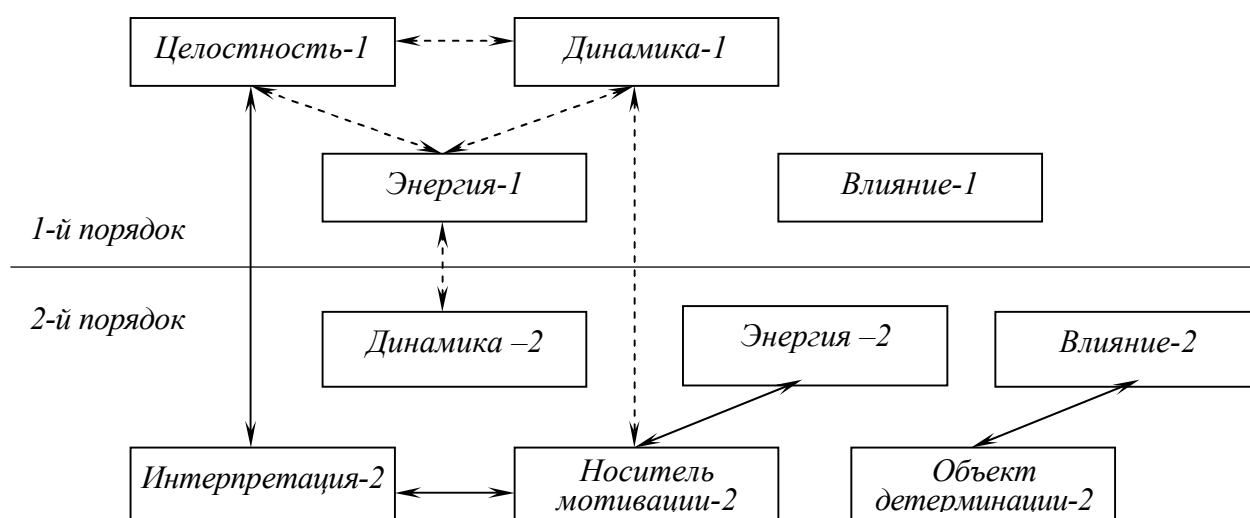 Целостность-1
Динамика-1
Энергия-1
Влияние-1
1-й порядок
2-й порядок
Динамика –2
Энергия –2
Влияние-2
Интерпретация-2
Носитель
мотивации-2
Объект
детерминации-2